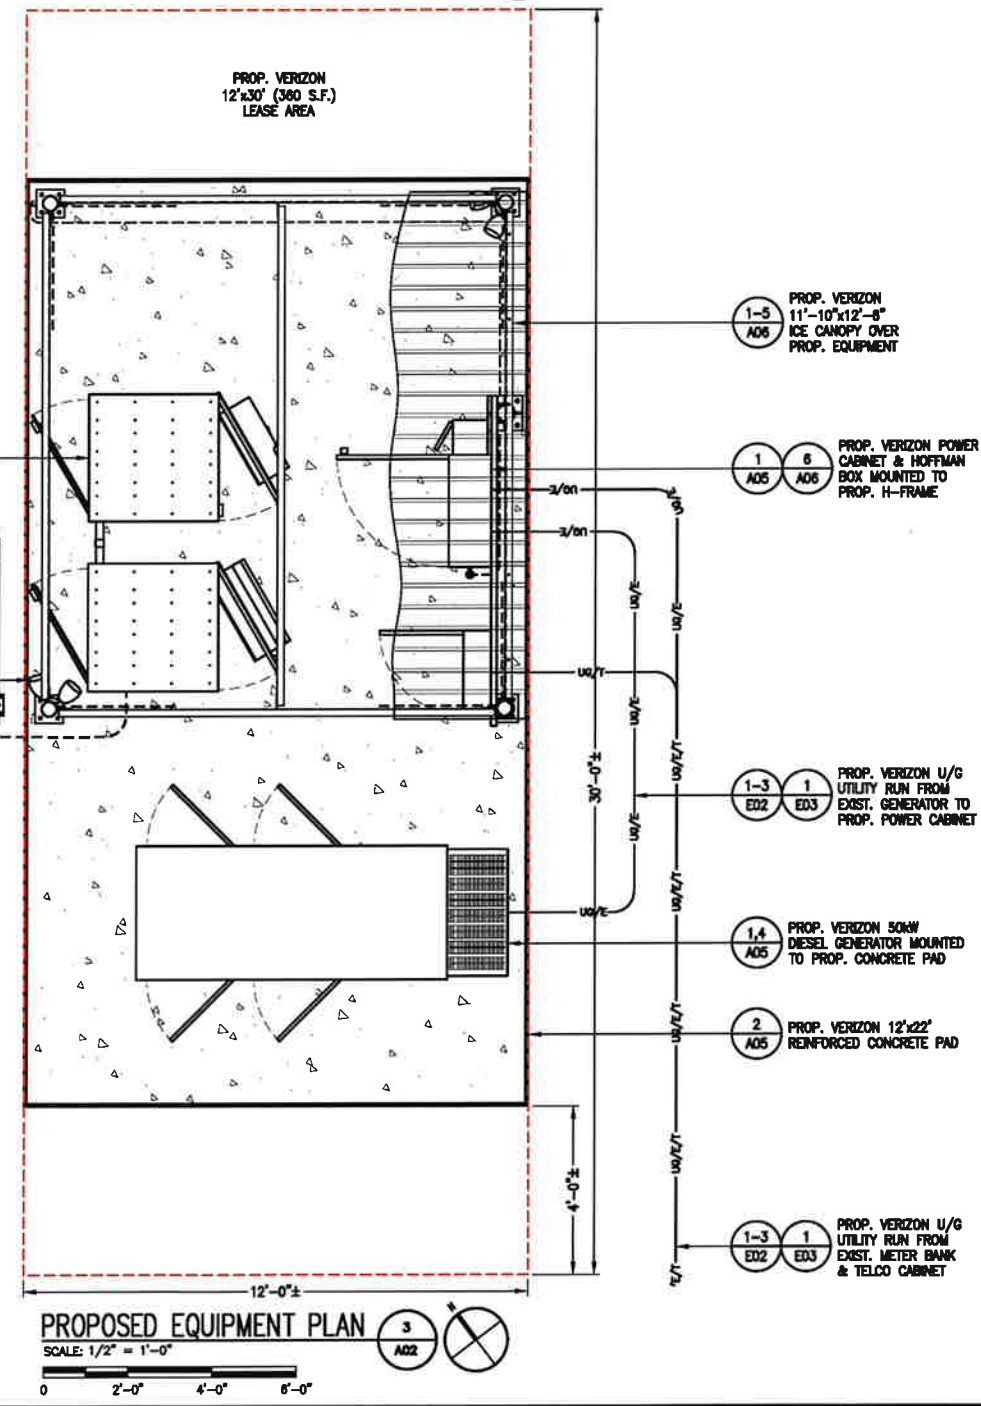 PROP. VERIZON
12'x30' (360 S.F.)
LEASE AREA
1-5
A06
PROP. VERIZON
11'-10"x12'-6"
ICE CANOPY OVER
PROP. EQUIPMENT
1
A05
6
A06
PROP. VERIZON POWER
CABINET & HOFFMAN
BOX MOUNTED TO
PROP. H-FRAME
UG/E
UG/E
UG/E
UG/E
UG/E
UG/T
UG/E
UG/E/T
30'-0"±
1-3
E02
1
E03
PROP. VERIZON U/G
UTILITY RUN FROM
EXIST. GENERATOR TO
PROP. POWER CABINET
UG/E
UG/E/T
UG/E
1,4
A05
PROP. VERIZON 50kW
DIESEL GENERATOR MOUNTED
TO PROP. CONCRETE PAD
2
A05
PROP. VERIZON 12'x22'
REINFORCED CONCRETE PAD
UG/E/T
UG/E/T
4'-0"±
1-3
E02
1
E03
PROP. VERIZON U/G
UTILITY RUN FROM
EXIST. METER BANK
& TELCO CABINET
12'-0"±
PROPOSED EQUIPMENT PLAN
3
A02
N
SCALE: 1/2" = 1'-0"
0 2'-0" 4'-0" 6'-0"